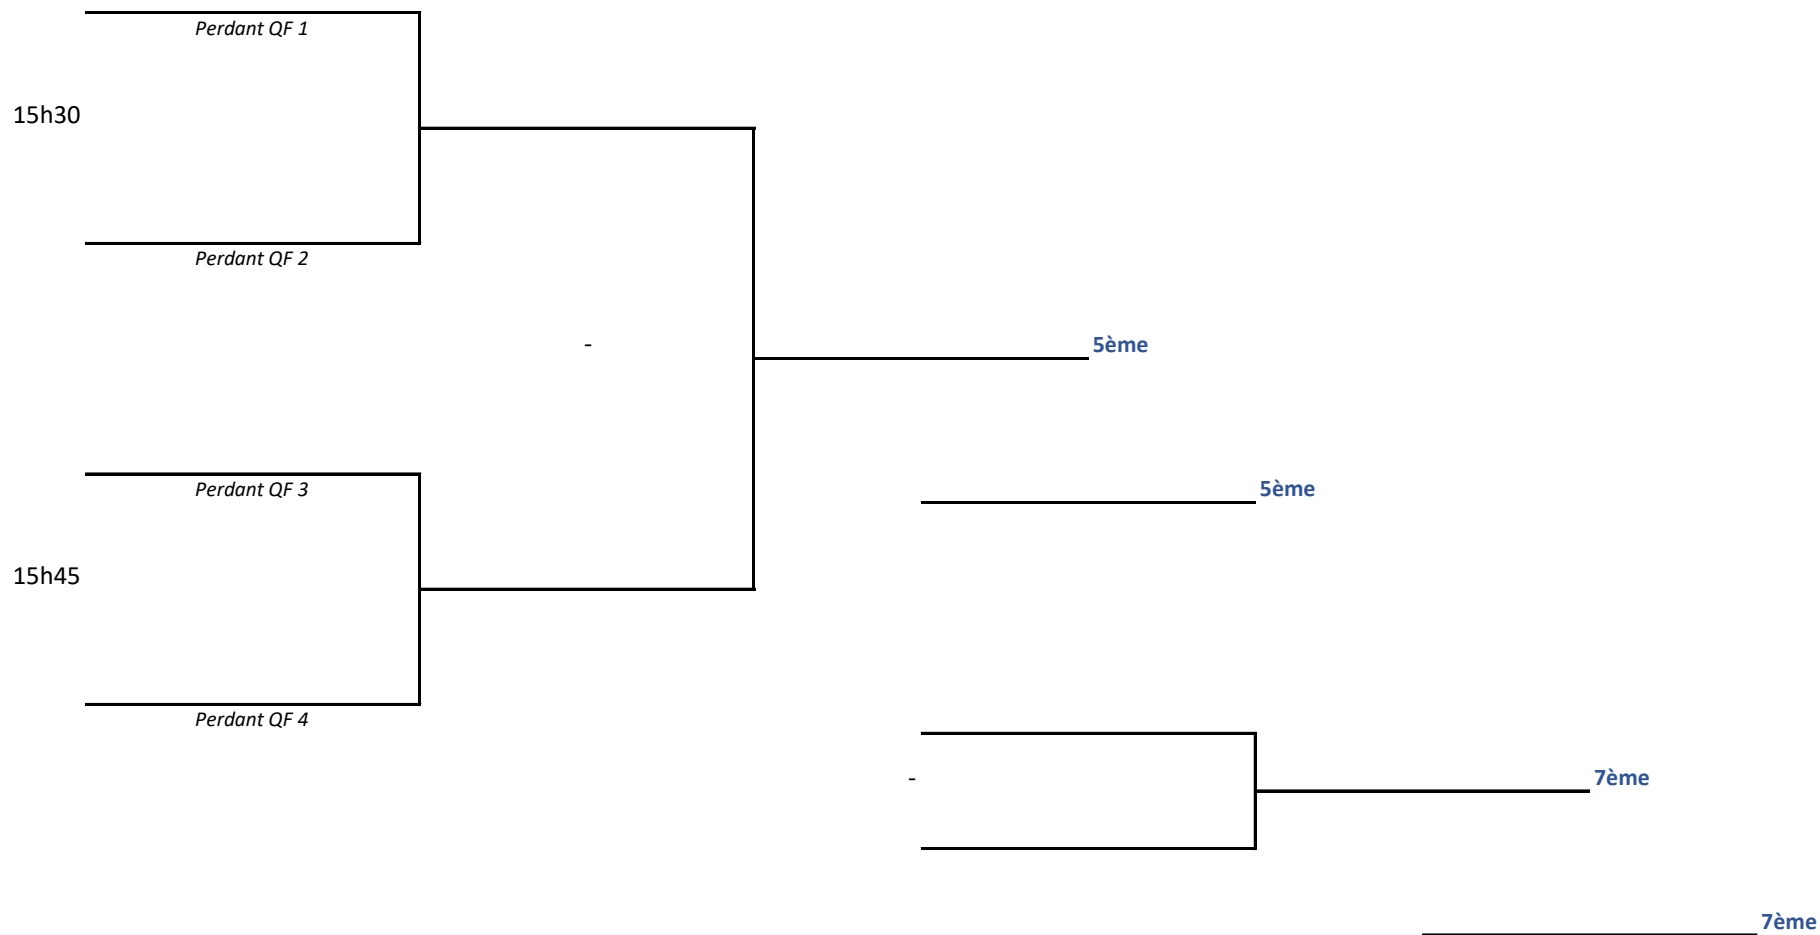 Perdant QF 1
15h30
Perdant QF 2
-
5ème
Perdant QF 3
5ème
15h45
Perdant QF 4
-
7ème
7ème